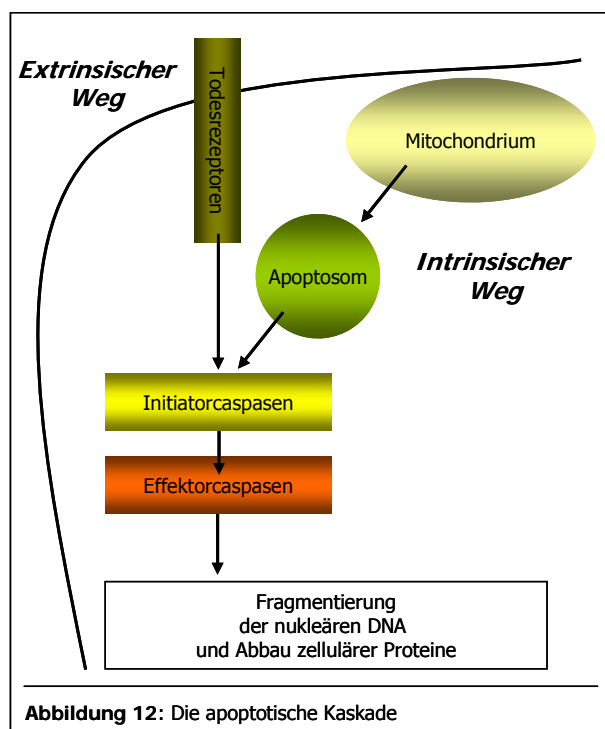 Extrinsischer
Weg
Todesrezeptoren
Mitochondrium
Apoptosom
Intrinsischer
Weg
Initiatorcaspasen
Effektorcaspasen
Fragmentierung
der nukleären DNA
und Abbau zellulärer Proteine
Abbildung 12: Die apoptotische Kaskade